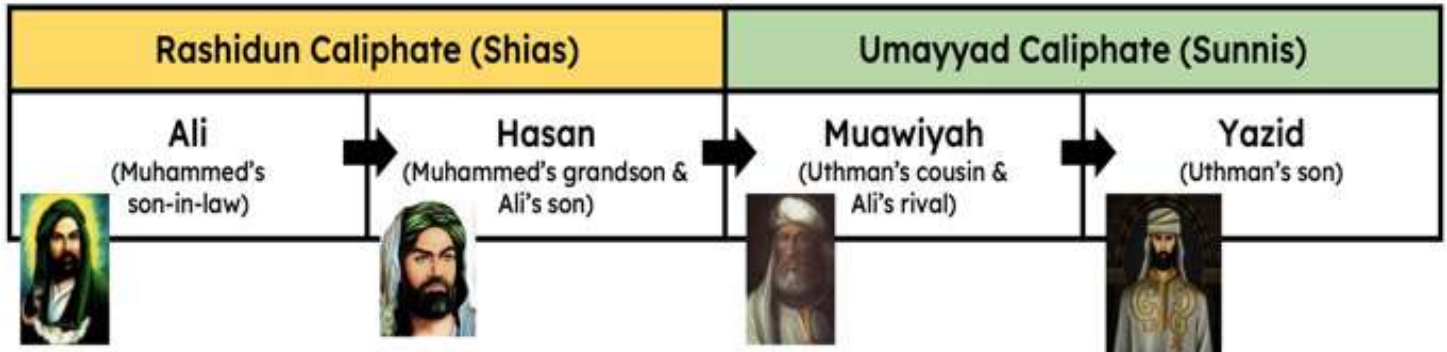 Rashidun Caliphate (Shias)
Umayyad Caliphate (Sunnis)
Ali
(Muhammed's
son-in-law)
Hasan
(Muhammed's grandson &
Ali's son)
Muawiyah
(Uthman's cousin &
Ali's rival)
Yazid
(Uthman's son)